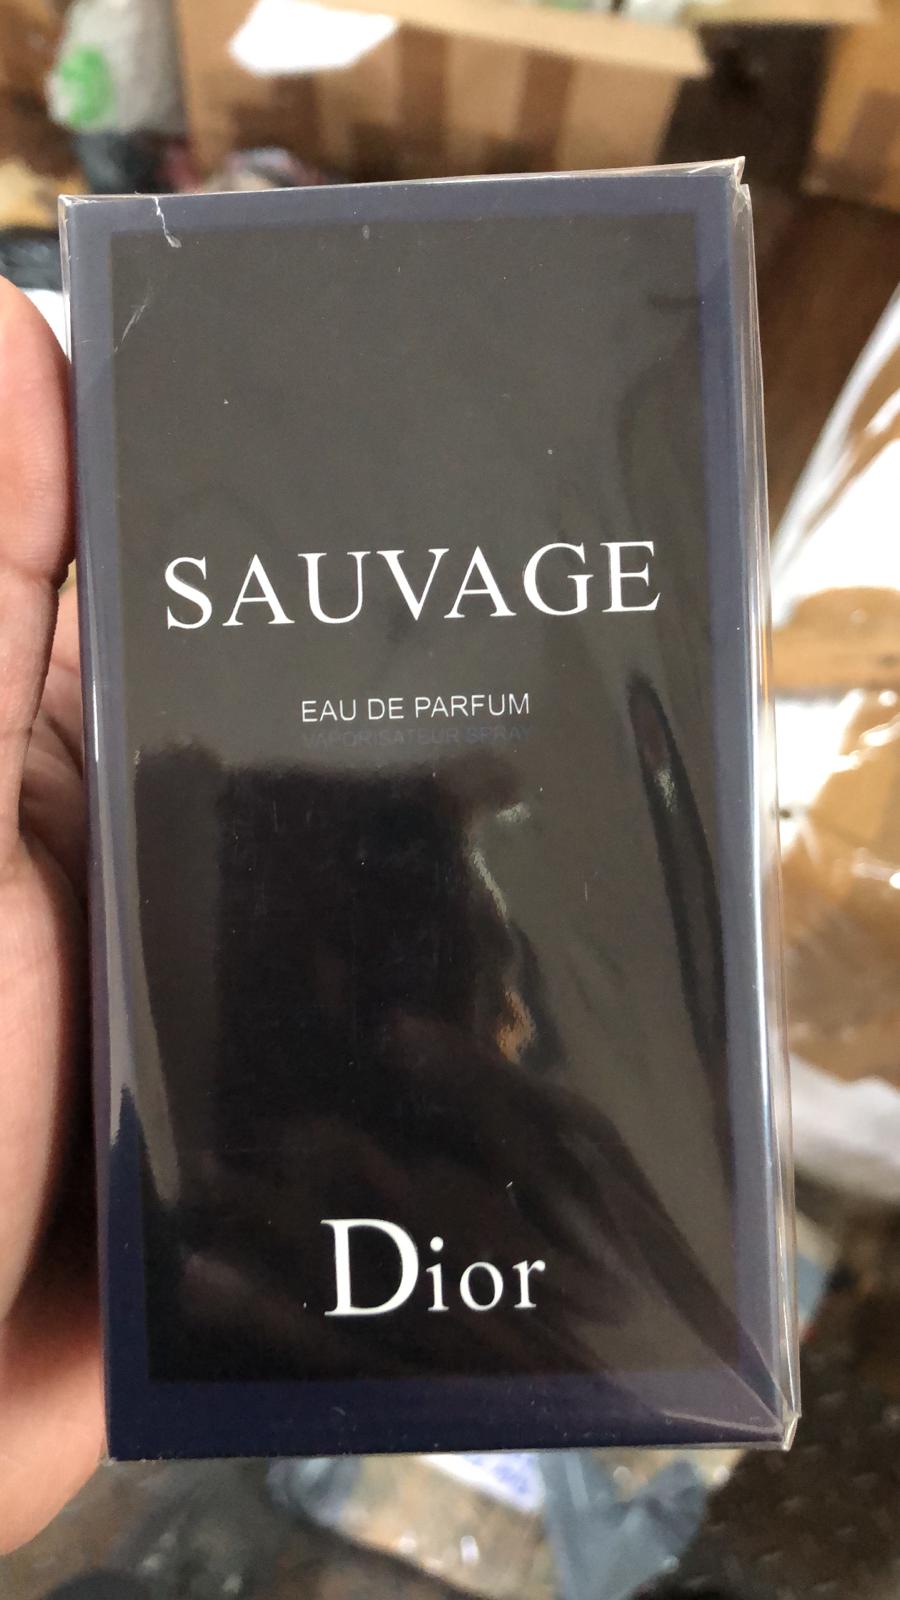 SAUVAGE
EAU DE PARFUM
VAPORISATEUR SPRAY
Dior